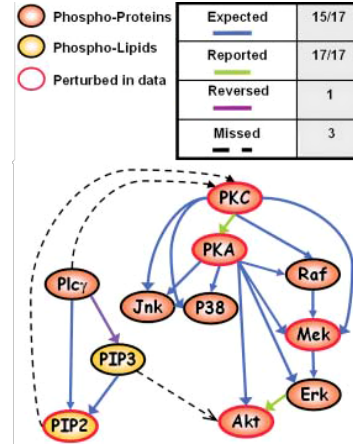 Phospho-Proteins
Phospho-Lipids
Perturbed in data
Expected 15/17
Reported 17/17
Reversed 1
Missed 3
PKC
PKA
Raf
Plcγ
Jnk P38
Mek
PIP3
Erk
PIP2
Akt